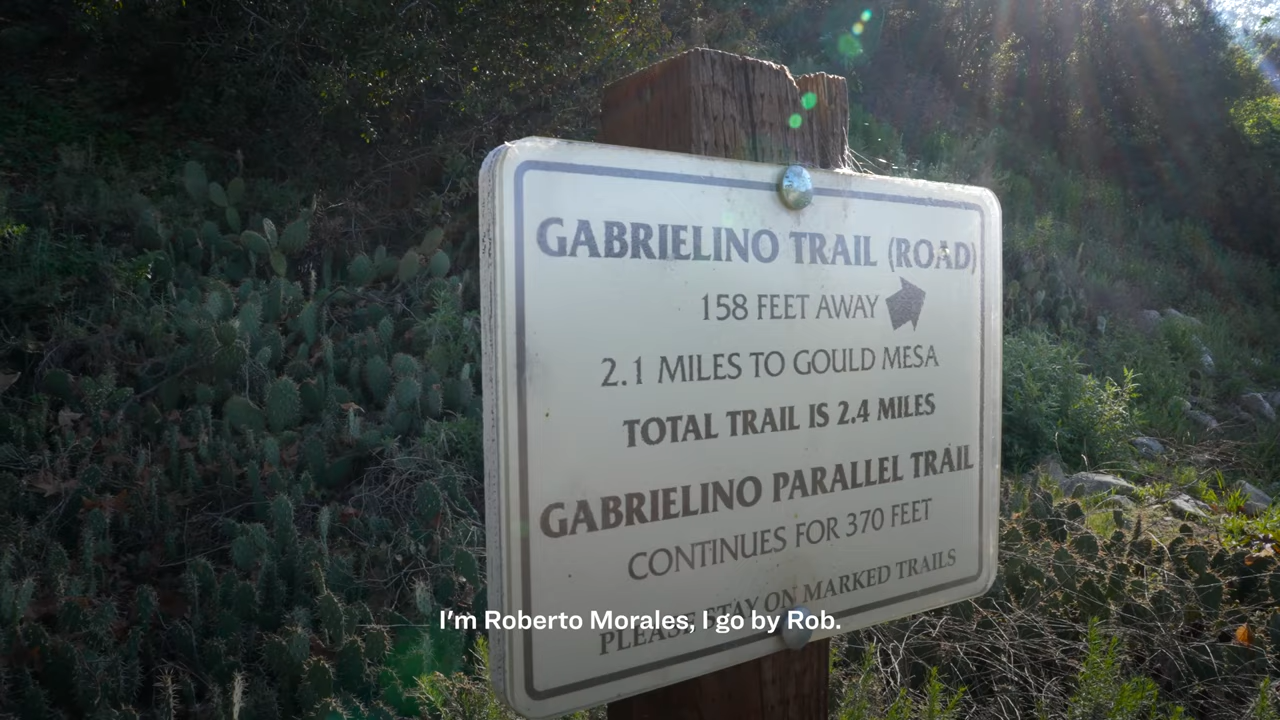 GABRIELINO TRAIL (ROAD)
158 FEET AWAY
2.1 MILES TO GOULD MESA
TOTAL TRAIL IS 2.4 MILES
GABRIELINO PARALLEL TRAIL
CONTINUES FOR 370 FEET
PLEASE STAY ON MARKED TRAILS
I'm Roberto Morales, I go by Rob.